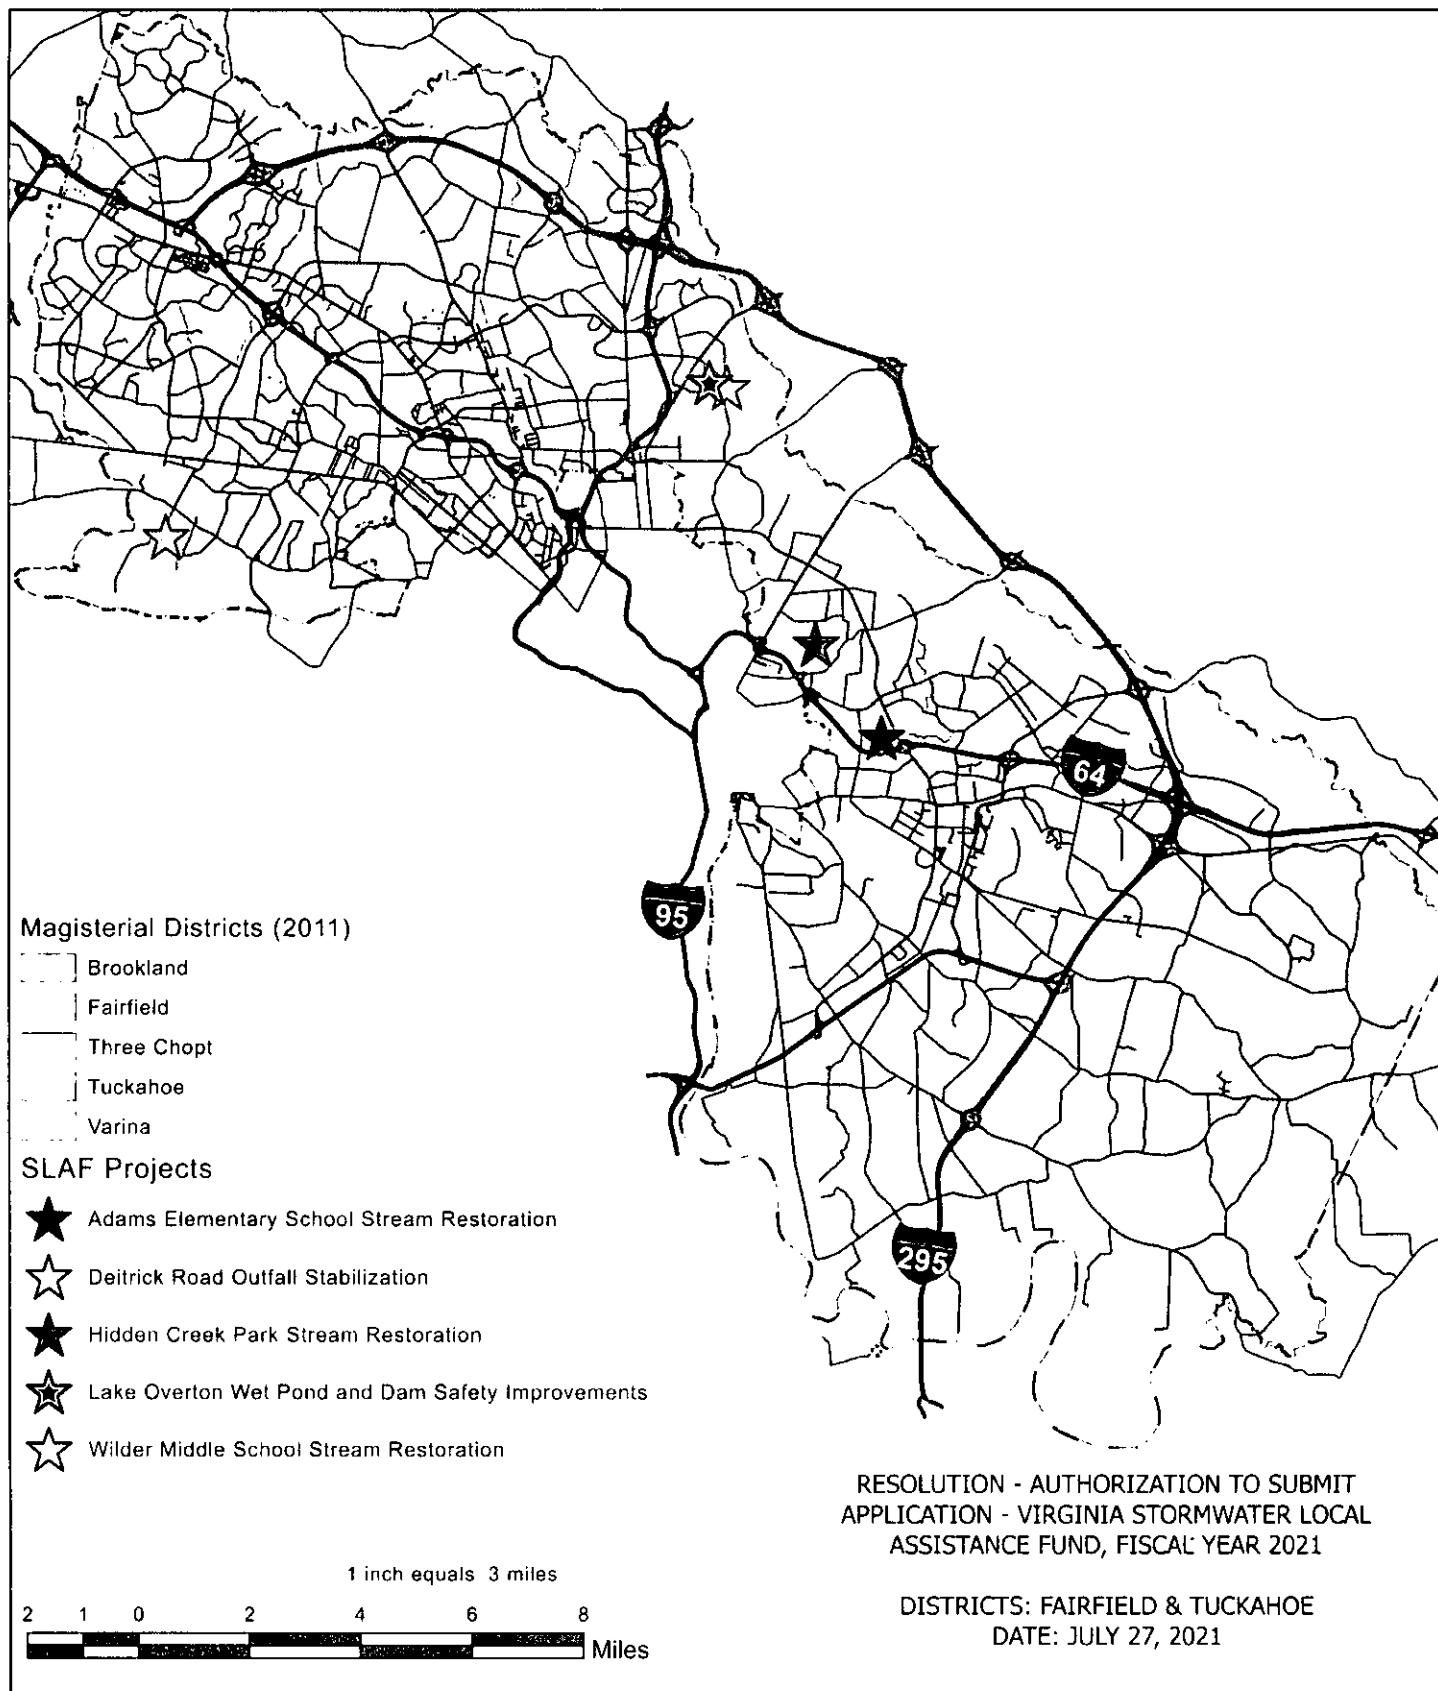 64
95
295
Magisterial Districts (2011)
Brookland
Fairfield
Three Chopt
Tuckahoe
Varina
SLAF Projects
Adams Elementary School Stream Restoration
Deitrick Road Outfall Stabilization
Hidden Creek Park Stream Restoration
Lake Overton Wet Pond and Dam Safety Improvements
Wilder Middle School Stream Restoration
1 inch equals 3 miles
2 1 0 2 4 6 8
Miles
RESOLUTION - AUTHORIZATION TO SUBMIT
APPLICATION - VIRGINIA STORMWATER LOCAL
ASSISTANCE FUND, FISCAL YEAR 2021
DISTRICTS: FAIRFIELD & TUCKAHOE
DATE: JULY 27, 2021